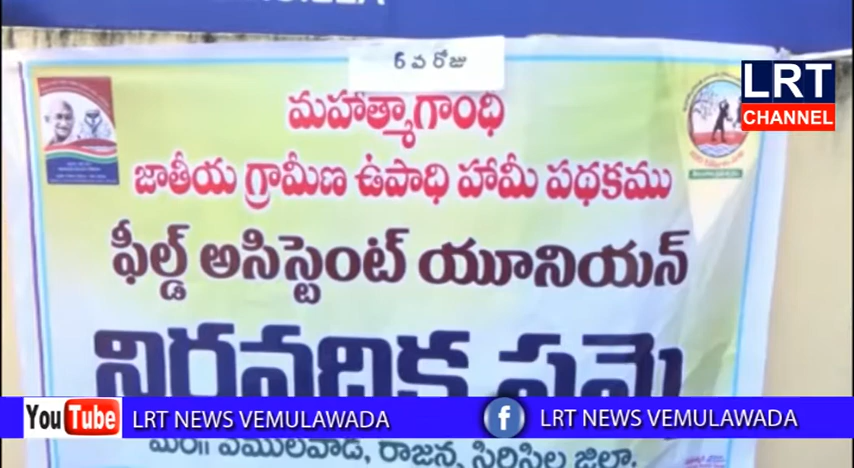 6 వ రోజు
LRT
CHANNEL
మహాత్మాగాంధి
జాతీయ గ్రామీణ ఉపాధి హామీ పథకము
ఫీల్డ్ అసిస్టెంట్ యూనియన్
నిరవధిక సమ్మె
YouTube LRT NEWS VEMULAWADA f LRT NEWS VEMULAWADA
మం॥ వేములవాడ, రాజన్న సిరిసిల్ల జిల్లా.